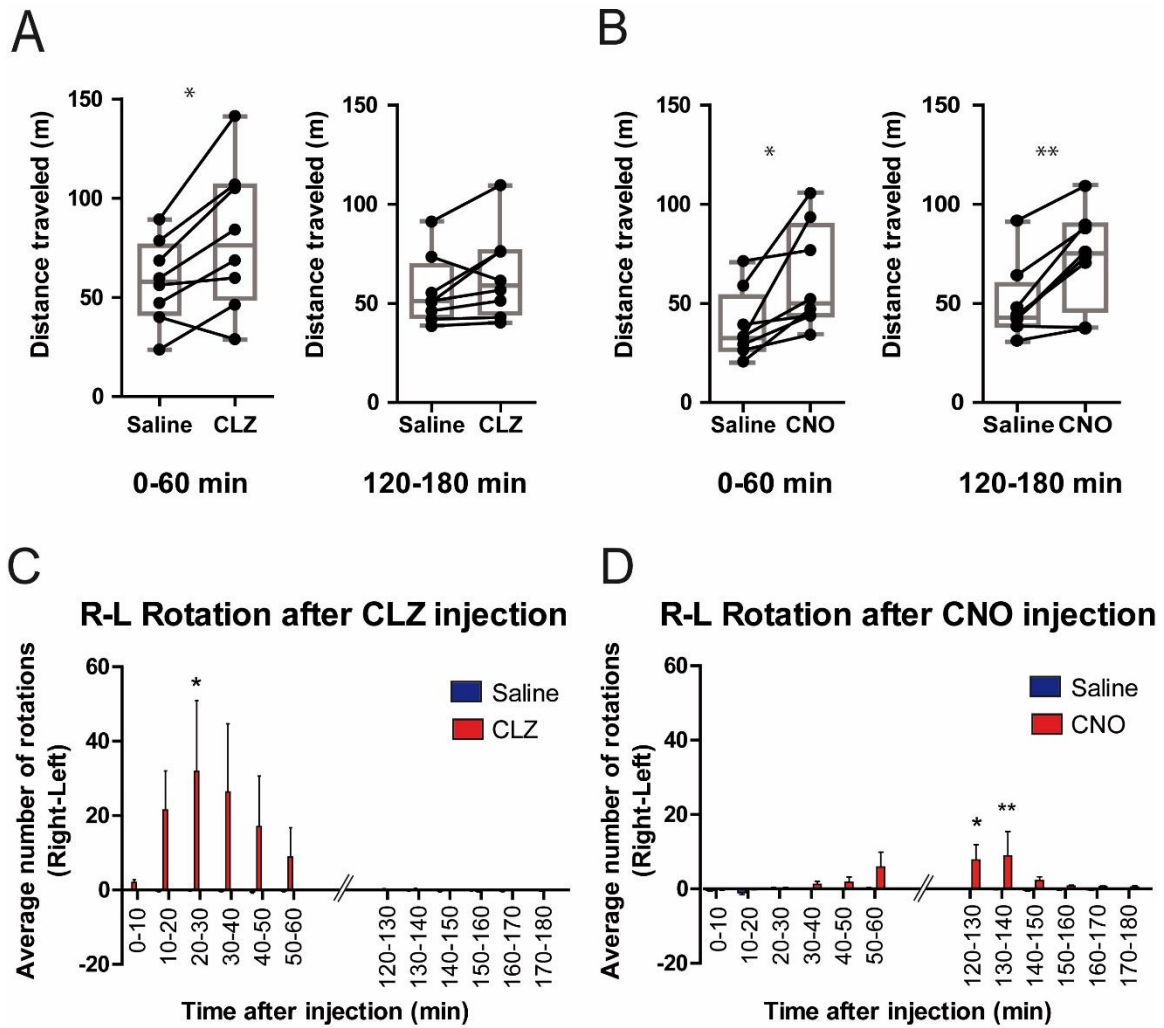 A
B
Distance traveled (m)
150
100
50
0
*
Saline CLZ
0-60 min
Distance traveled (m)
150
100
50
0
Saline CLZ
120-180 min
Distance traveled (m)
150
100
50
0
*
Saline CNO
0-60 min
Distance traveled (m)
150
100
50
0
**
Saline CNO
120-180 min
C
R-L Rotation after CLZ injection
Average number of rotations
(Right-Left)
60
40
20
0
-20
*
Saline
CLZ
0-10
10-20
20-30
30-40
40-50
50-60
120-130
130-140
140-150
150-160
160-170
170-180
Time after injection (min)
D
R-L Rotation after CNO injection
Average number of rotations
(Right-Left)
60
40
20
0
-20
*
**
Saline
CNO
0-10
10-20
20-30
30-40
40-50
50-60
120-130
130-140
140-150
150-160
160-170
170-180
Time after injection (min)